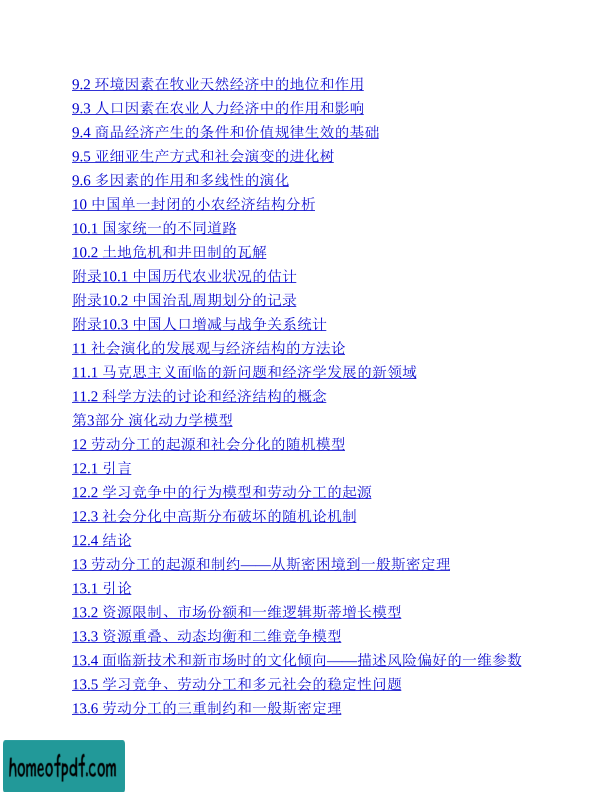 9.2 环境因素在牧业天然经济中的地位和作用
9.3 人口因素在农业人力经济中的作用和影响
9.4 商品经济产生的条件和价值规律生效的基础
9.5 亚细亚生产方式和社会演变的进化树
9.6 多因素的作用和多线性的演化
10 中国单一封闭的小农经济结构分析
10.1 国家统一的不同道路
10.2 土地危机和井田制的瓦解
附录10.1 中国历代农业状况的估计
附录10.2 中国治乱周期划分的记录
附录10.3 中国人口增减与战争关系统计
11 社会演化的发展观与经济结构的方法论
11.1 马克思主义面临的新问题和经济学发展的新领域
11.2 科学方法的讨论和经济结构的概念
第3部分 演化动力学模型
12 劳动分工的起源和社会分化的随机模型
12.1 引言
12.2 学习竞争中的行为模型和劳动分工的起源
12.3 社会分化中高斯分布破坏的随机论机制
12.4 结论
13 劳动分工的起源和制约——从斯密困境到一般斯密定理
13.1 引论
13.2 资源限制、市场份额和一维逻辑斯蒂增长模型
13.3 资源重叠、动态均衡和二维竞争模型
13.4 面临新技术和新市场时的文化倾向——描述风险偏好的一维参数
13.5 学习竞争、劳动分工和多元社会的稳定性问题
13.6 劳动分工的三重制约和一般斯密定理
homeofpdf.com